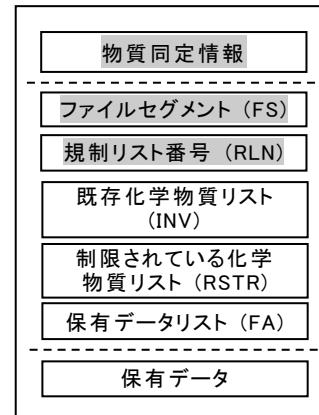 物質同定情報
ファイルセグメント（FS）
規制リスト番号（RLN）
既存化学物質リスト
（INV）
制限されている化学
物質リスト（RSTR）
保有データリスト（FA）
保有データ